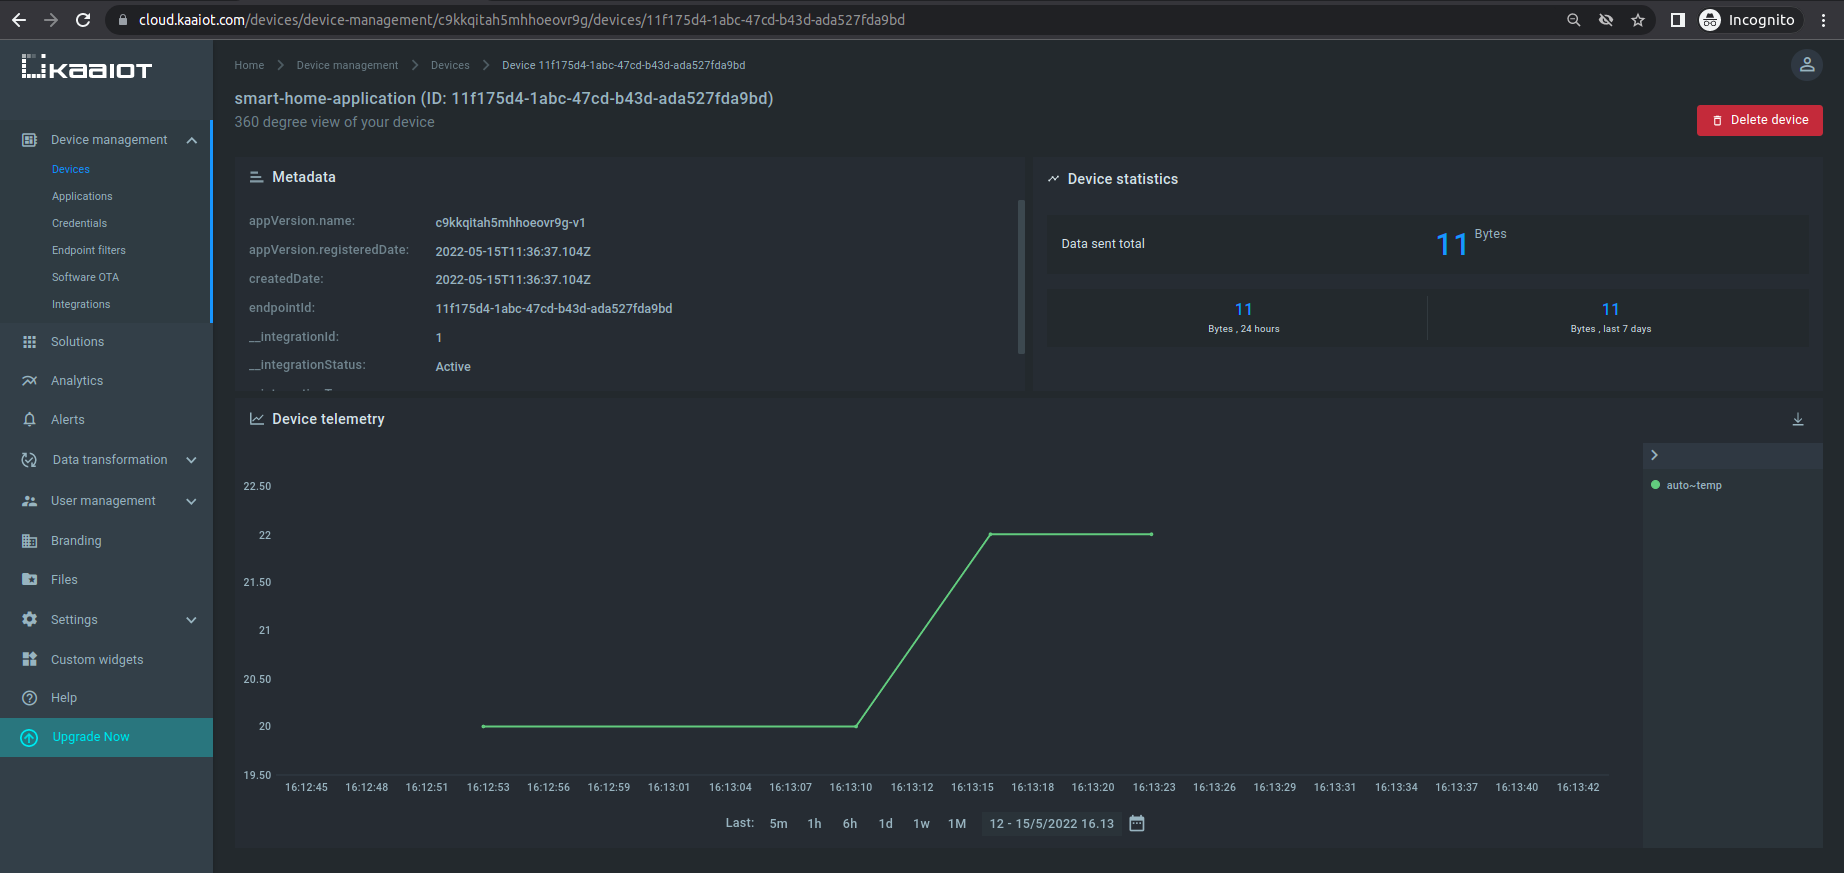 cloud.kaaiot.com/devices/device-management/c9kkqitah5mhhoeovr9g/devices/11f175d4-1abc-47cd-b43d-ada527fda9bd
Incognito
KaaIoT
Home
Device management
Devices
Device 11f175d4-1abc-47cd-b43d-ada527fda9bd
smart-home-application (ID: 11f175d4-1abc-47cd-b43d-ada527fda9bd)
360 degree view of your device
Delete device
Device management
Devices
Applications
Credentials
Endpoint filters
Software OTA
Integrations
Solutions
Analytics
Alerts
Data transformation
User management
Branding
Files
Settings
Custom widgets
Help
Upgrade Now
Metadata
appVersion.name: c9kkqitah5mhhoeovr9g-v1
appVersion.registeredDate: 2022-05-15T11:36:37.104Z
createdDate: 2022-05-15T11:36:37.104Z
endpointId: 11f175d4-1abc-47cd-b43d-ada527fda9bd
__integrationId: 1
__integrationStatus: Active
Device statistics
Data sent total 11 Bytes
11
Bytes , 24 hours
11
Bytes , last 7 days
Device telemetry
auto~temp
22.50
22
21.50
21
20.50
20
19.50
16:12:45 16:12:48 16:12:51 16:12:53 16:12:56 16:12:59 16:13:01 16:13:04 16:13:07 16:13:10 16:13:12 16:13:15 16:13:18 16:13:20 16:13:23 16:13:26 16:13:29 16:13:31 16:13:34 16:13:37 16:13:40 16:13:42
Last: 5m 1h 6h 1d 1w 1M 12 - 15/5/2022 16.13